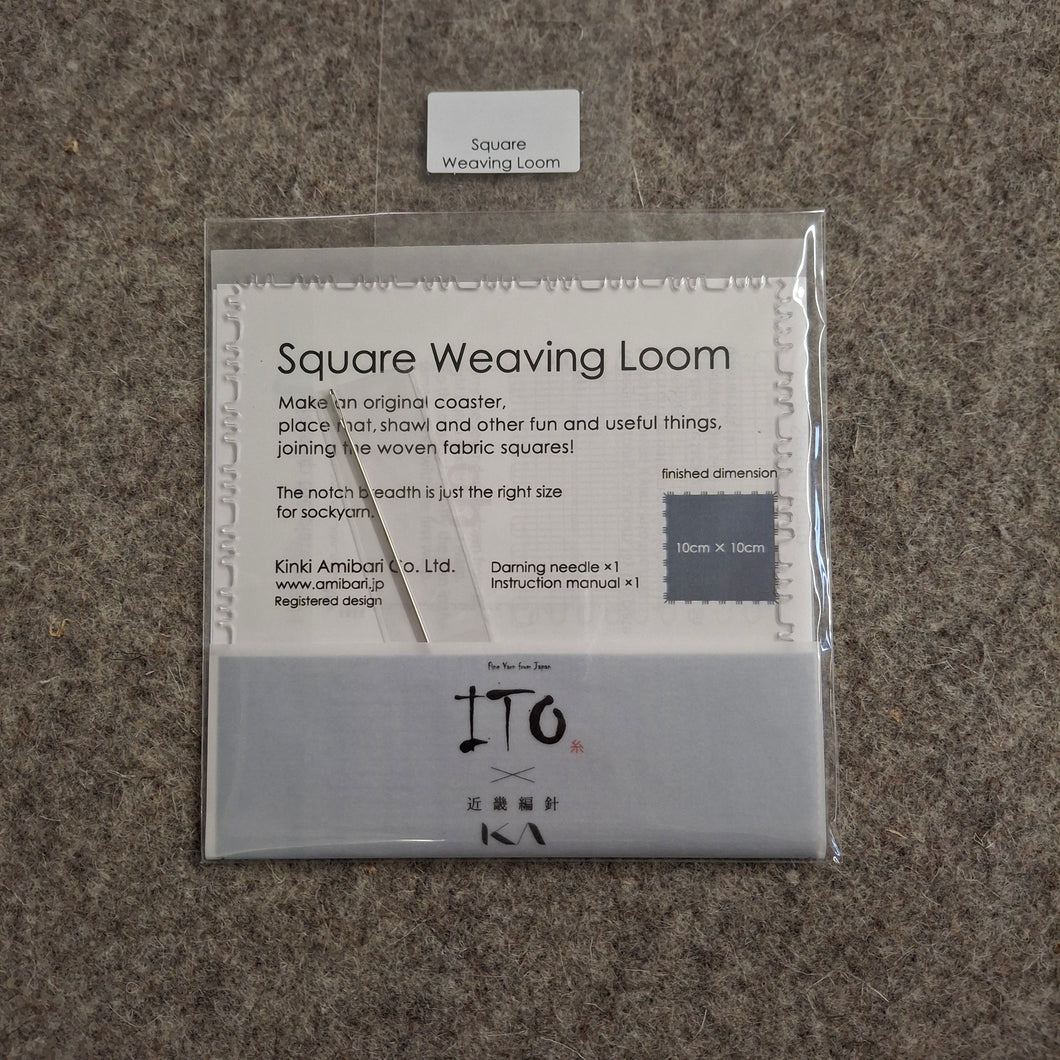 Square
Weaving Loom
Square Weaving Loom
Make an original coaster,
place mat, shawl and other fun and useful things,
joining the woven fabric squares!
The notch breadth is just the right size
for sockyarn.
finished dimension
10cm × 10cm
Kinki Amibari Co. Ltd.
www.amibari.jp
Registered design
Darning needle ×1
Instruction manual ×1
Fine Yarn from Japan
ITO
糸
×
近畿編針
KA